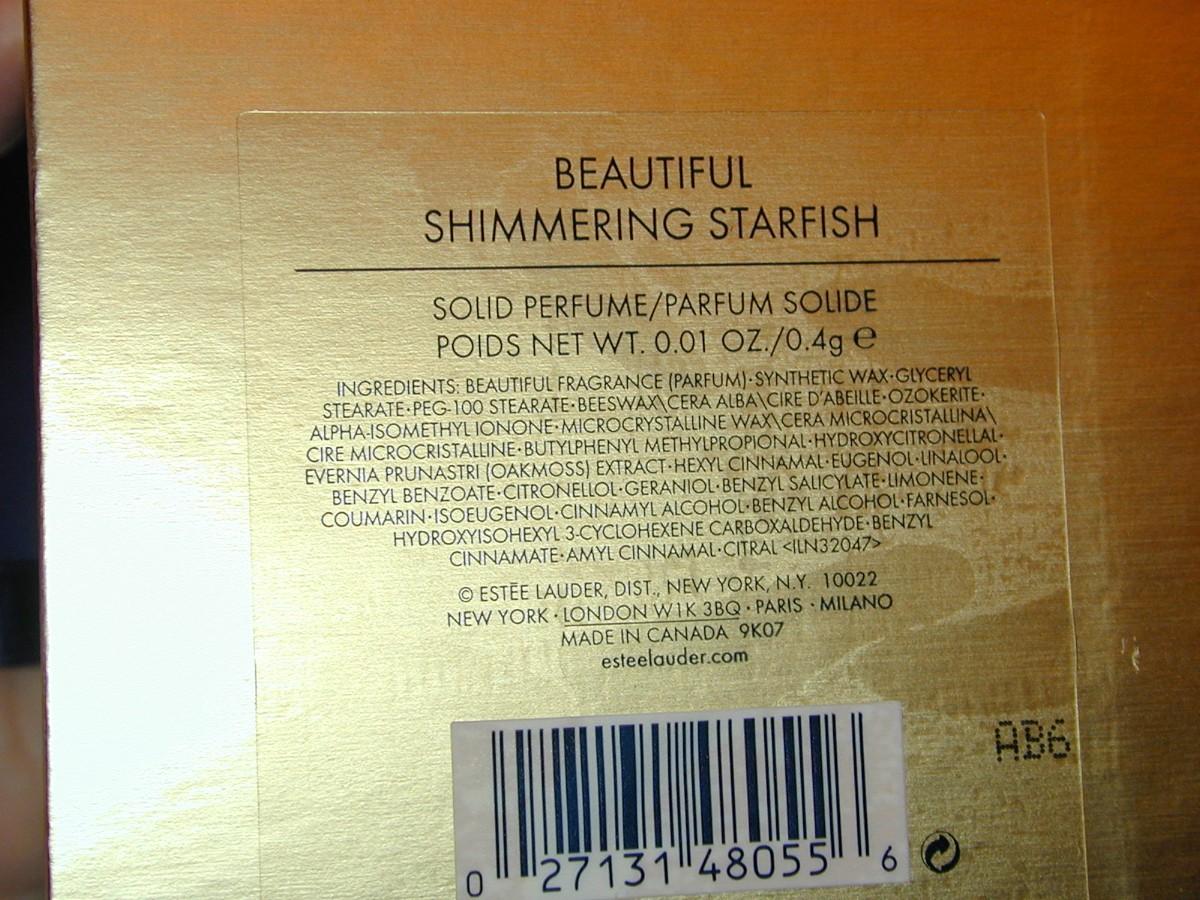 BEAUTIFUL
SHIMMERING STARFISH
SOLID PERFUME/PARFUM SOLIDE
POIDS NET WT. 0.01 OZ./0.4g ℮
INGREDIENTS: BEAUTIFUL FRAGRANCE (PARFUM)·SYNTHETIC WAX·GLYCERYL
STEARATE·PEG-100 STEARATE·BEESWAX\CERA ALBA\CIRE D'ABEILLE·OZOKERITE·
ALPHA-ISOMETHYL IONONE·MICROCRYSTALLINE WAX\CERA MICROCRISTALLINA\
CIRE MICROCRISTALLINE·BUTYLPHENYL METHYLPROPIONAL·HYDROXYCITRONELLAL·
EVERNIA PRUNASTRI (OAKMOSS) EXTRACT·HEXYL CINNAMAL·EUGENOL·LINALOOL·
BENZYL BENZOATE·CITRONELLOL·GERANIOL·BENZYL SALICYLATE·LIMONENE·
COUMARIN·ISOEUGENOL·CINNAMYL ALCOHOL·BENZYL ALCOHOL·FARNESOL·
HYDROXYISOHEXYL 3-CYCLOHEXENE CARBOXALDEHYDE·BENZYL
CINNAMATE·AMYL CINNAMAL·CITRAL <ILN32047>
© ESTĒE LAUDER, DIST., NEW YORK, N.Y. 10022
NEW YORK · LONDON W1K 3BQ · PARIS · MILANO
MADE IN CANADA 9K07
esteelauder.com
AB6
0 27131 48055 6